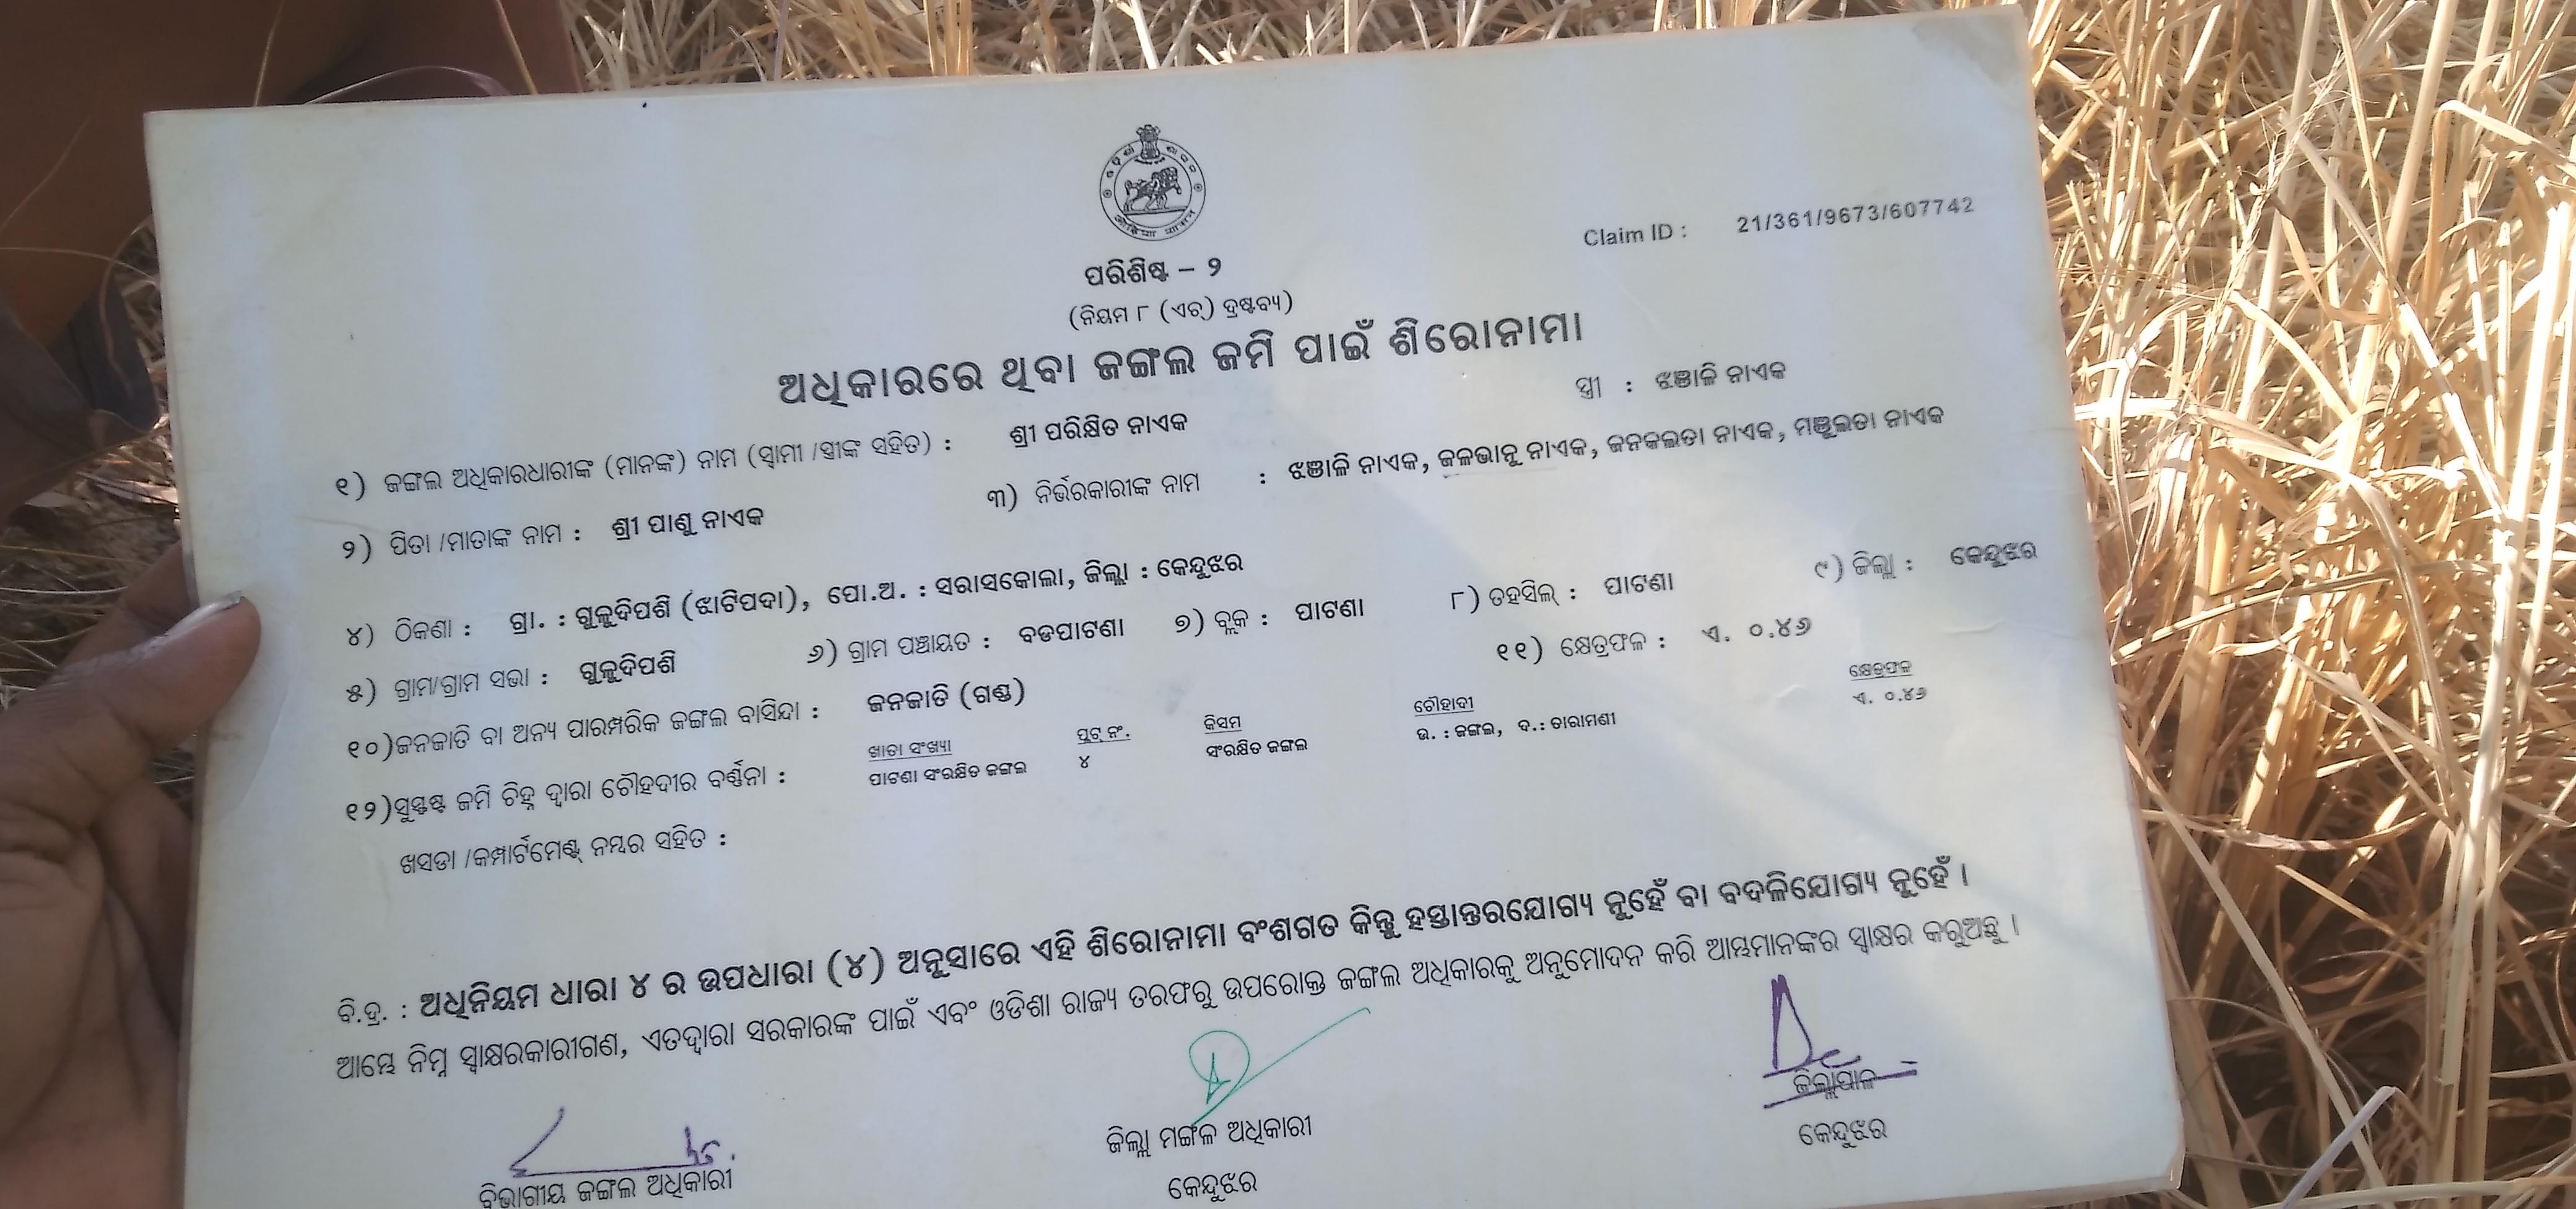 Claim ID : 21/361/9673/607742
ପରିଶିଷ୍ଟ – ୨
(ନିୟମ ୮ (ଏଚ୍) ଦ୍ରଷ୍ଟବ୍ୟ)
ଅଧିକାରରେ ଥିବା ଜଙ୍ଗଲ ଜମି ପାଇଁ ଶିରୋନାମା
୧) ଜଙ୍ଗଲ ଅଧିକାରଧାରୀଙ୍କ (ମାନଙ୍କ) ନାମ (ସ୍ୱାମୀ /ସ୍ତ୍ରୀଙ୍କ ସହିତ) : ଶ୍ରୀ ପରିକ୍ଷିତ ନାଏକ ସ୍ତ୍ରୀ : ଝଞ୍ଜାଳି ନାଏକ
୨) ପିତା /ମାତାଙ୍କ ନାମ : ଶ୍ରୀ ପାଣ୍ଡୁ ନାଏକ ୩) ନିର୍ଭରକାରୀଙ୍କ ନାମ : ଝଞ୍ଜାଳି ନାଏକ, ଜଳଭାନୁ ନାଏକ, ଜନକଲତା ନାଏକ, ମଞ୍ଜୁଲତା ନାଏକ
୪) ଠିକଣା : ଗ୍ରା. : ଗୁଳୁଦିପଶି (ଝାଟିପଦା), ପୋ.ଅ. : ସରାସକୋଲା, ଜିଲ୍ଲା : କେନ୍ଦୁଝର
୫) ଗ୍ରାମ/ଗ୍ରାମ ସଭା : ଗୁଳୁଦିପଶି ୬) ଗ୍ରାମ ପଞ୍ଚାୟତ : ବଡପାଟଣା ୭) ବ୍ଲକ : ପାଟଣା ୮) ତହସିଲ୍ : ପାଟଣା ୯) ଜିଲ୍ଲା : କେନ୍ଦୁଝର
୧୦)ଜନଜାତି ବା ଅନ୍ୟ ପାରମ୍ପରିକ ଜଙ୍ଗଲ ବାସିନ୍ଦା : ଜନଜାତି (ଗଣ୍ଡ) ୧୧) କ୍ଷେତ୍ରଫଳ : ଏ. ୦.୪୬
୧୨)ସୁସ୍ପଷ୍ଟ ଜମି ଚିହ୍ନ ଦ୍ୱାରା ଚୌହଦୀର ବର୍ଣ୍ଣନା : ଖାତା ସଂଖ୍ୟା ପ୍ଲଟ୍ ନଂ. କିସମ ଚୌହାଦୀ କ୍ଷେତ୍ରଫଳ
ପାଟଣା ସଂରକ୍ଷିତ ଜଙ୍ଗଲ ୪ ସଂରକ୍ଷିତ ଜଙ୍ଗଲ ଉ. : ଜଙ୍ଗଲ, ଦ.: ତାରାମଣୀ ଏ. ୦.୪୬
ଖସଡା /କମ୍ପାର୍ଟମେଣ୍ଟ୍ ନମ୍ବର ସହିତ :
ବି.ଦ୍ର. : ଅଧିନିୟମ ଧାରା ୪ ର ଉପଧାରା (୪) ଅନୁସାରେ ଏହି ଶିରୋନାମା ବଂଶଗତ କିନ୍ତୁ ହସ୍ତାନ୍ତରଯୋଗ୍ୟ ନୁହେଁ ବା ବଦଳିଯୋଗ୍ୟ ନୁହେଁ ।
ଆମ୍ଭେ ନିମ୍ନ ସ୍ୱାକ୍ଷରକାରୀଗଣ, ଏତଦ୍ୱାରା ସରକାରଙ୍କ ପାଇଁ ଏବଂ ଓଡିଶା ରାଜ୍ୟ ତରଫରୁ ଉପରୋକ୍ତ ଜଙ୍ଗଲ ଅଧିକାରକୁ ଅନୁମୋଦନ କରି ଆମ୍ଭମାନଙ୍କର ସ୍ୱାକ୍ଷର କରୁଅଛୁ ।
ବିଭାଗୀୟ ଜଙ୍ଗଲ ଅଧିକାରୀ ଜିଲ୍ଲା ମଙ୍ଗଳ ଅଧିକାରୀ ଜିଲ୍ଲାପାଳ
କେନ୍ଦୁଝର କେନ୍ଦୁଝର